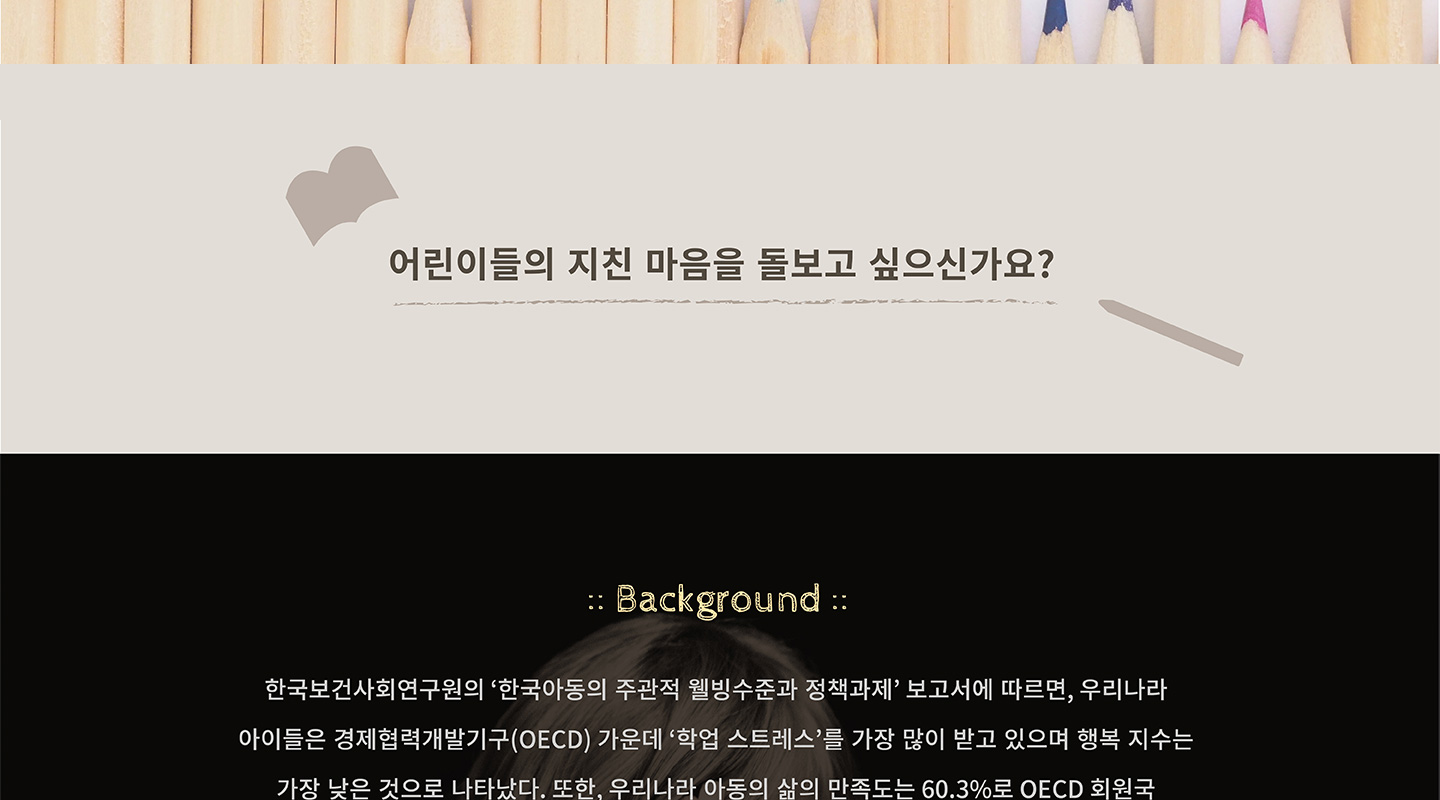 어린이들의 지친 마음을 돌보고 싶으신가요?
:: Background ::
한국보건사회연구원의 ‘한국아동의 주관적 웰빙수준과 정책과제’ 보고서에 따르면, 우리나라
아이들은 경제협력개발기구(OECD) 가운데 ‘학업 스트레스’를 가장 많이 받고 있으며 행복 지수는
가장 낮은 것으로 나타났다. 또한, 우리나라 아동의 삶의 만족도는 60.3%로 OECD 회원국